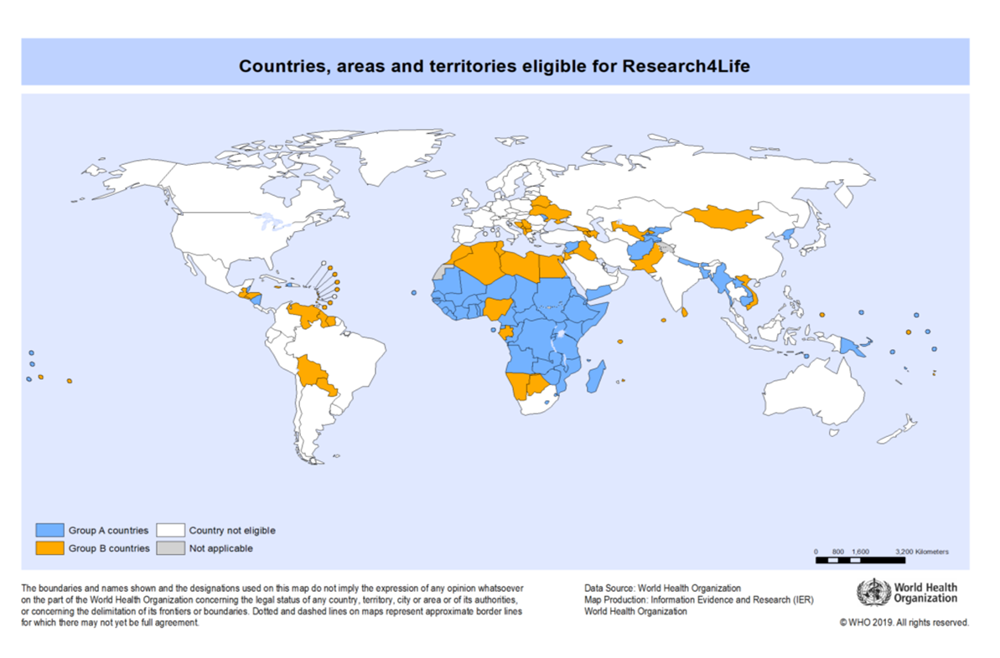 Countries, areas and territories eligible for Research4Life
Group A countries
Country not eligible
Group B countries
Not applicable
0 800 1,600 3,200 Kilometers
The boundaries and names shown and the designations used on this map do not imply the expression of any opinion whatsoever
on the part of the World Health Organization concerning the legal status of any country, territory, city or area or of its authorities,
or concerning the delimitation of its frontiers or boundaries. Dotted and dashed lines on maps represent approximate border lines
for which there may not yet be full agreement.
Data Source: World Health Organization
Map Production: Information Evidence and Research (IER)
World Health Organization
World Health
Organization
© WHO 2019. All rights reserved.